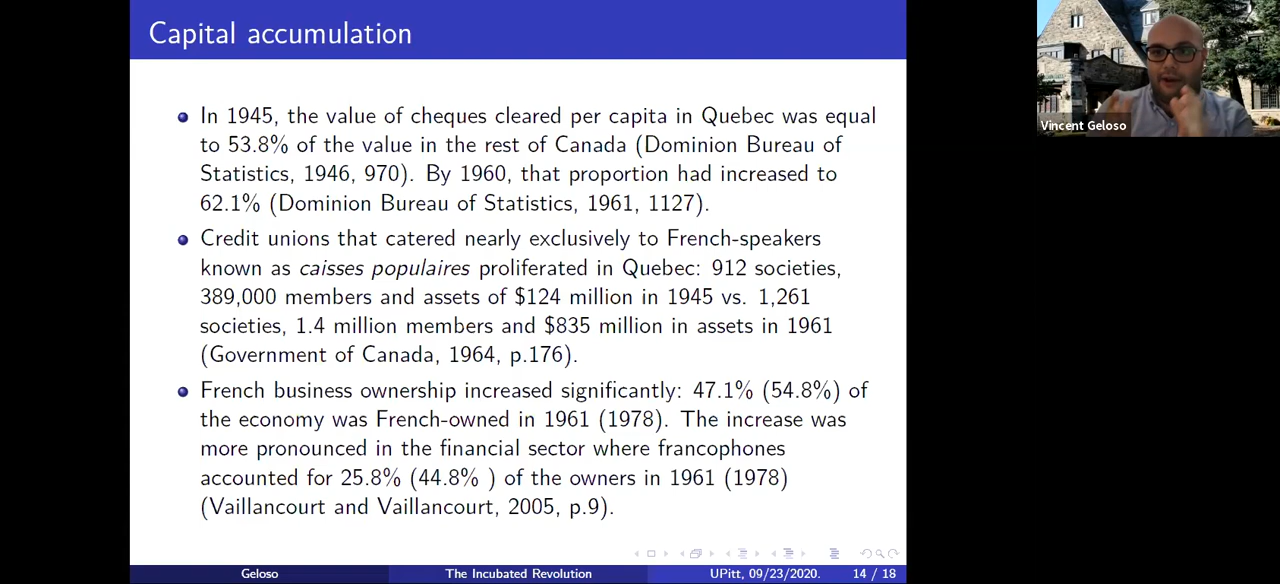 Capital accumulation
In 1945, the value of cheques cleared per capita in Quebec was equal
to 53.8% of the value in the rest of Canada (Dominion Bureau of
Statistics, 1946, 970). By 1960, that proportion had increased to
62.1% (Dominion Bureau of Statistics, 1961, 1127).
Credit unions that catered nearly exclusively to French-speakers
known as caisses populaires proliferated in Quebec: 912 societies,
389,000 members and assets of $124 million in 1945 vs. 1,261
societies, 1.4 million members and $835 million in assets in 1961
(Government of Canada, 1964, p.176).
French business ownership increased significantly: 47.1% (54.8%) of
the economy was French-owned in 1961 (1978). The increase was
more pronounced in the financial sector where francophones
accounted for 25.8% (44.8% ) of the owners in 1961 (1978)
(Vaillancourt and Vaillancourt, 2005, p.9).
Geloso The Incubated Revolution UPitt, 09/23/2020. 14 / 18
Vincent Geloso